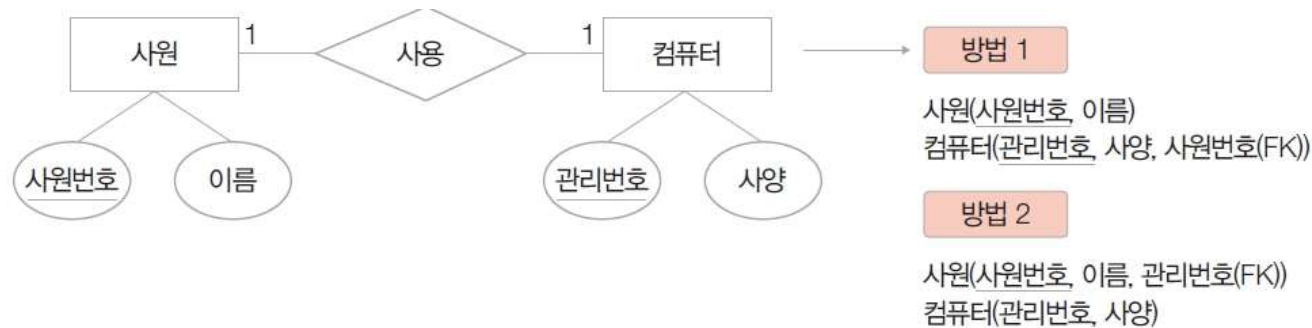 사원
1
사용
1
컴퓨터
사원번호
이름
관리번호
사양
방법 1
사원(사원번호, 이름)
컴퓨터(관리번호, 사양, 사원번호(FK))
방법 2
사원(사원번호, 이름, 관리번호(FK))
컴퓨터(관리번호, 사양)